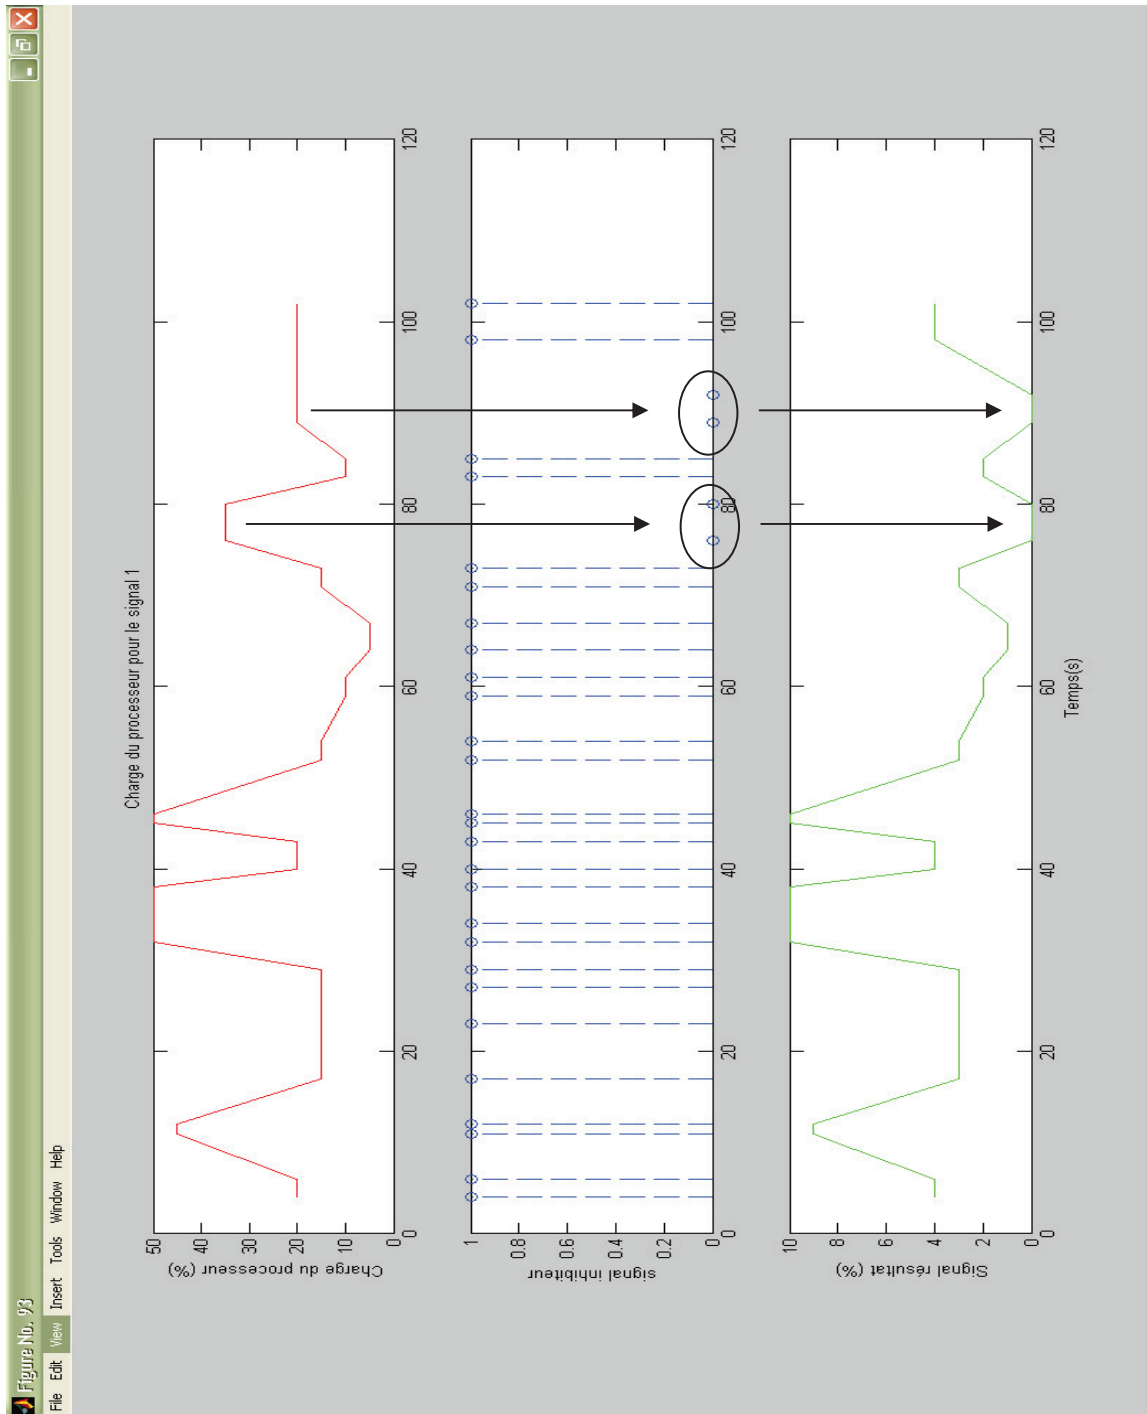 Figure No. 93
File Edit View Insert Tools Window Help
Charge du processeur pour le signal 1
Charge du processeur (%)
50
40
30
20
10
0
0 20 40 60 80 100 120
signal inhibiteur
1
0.8
0.6
0.4
0.2
0
0 20 40 60 80 100 120
Signal résultat (%)
10
8
6
4
2
0
0 20 40 60 80 100 120
Temps(s)